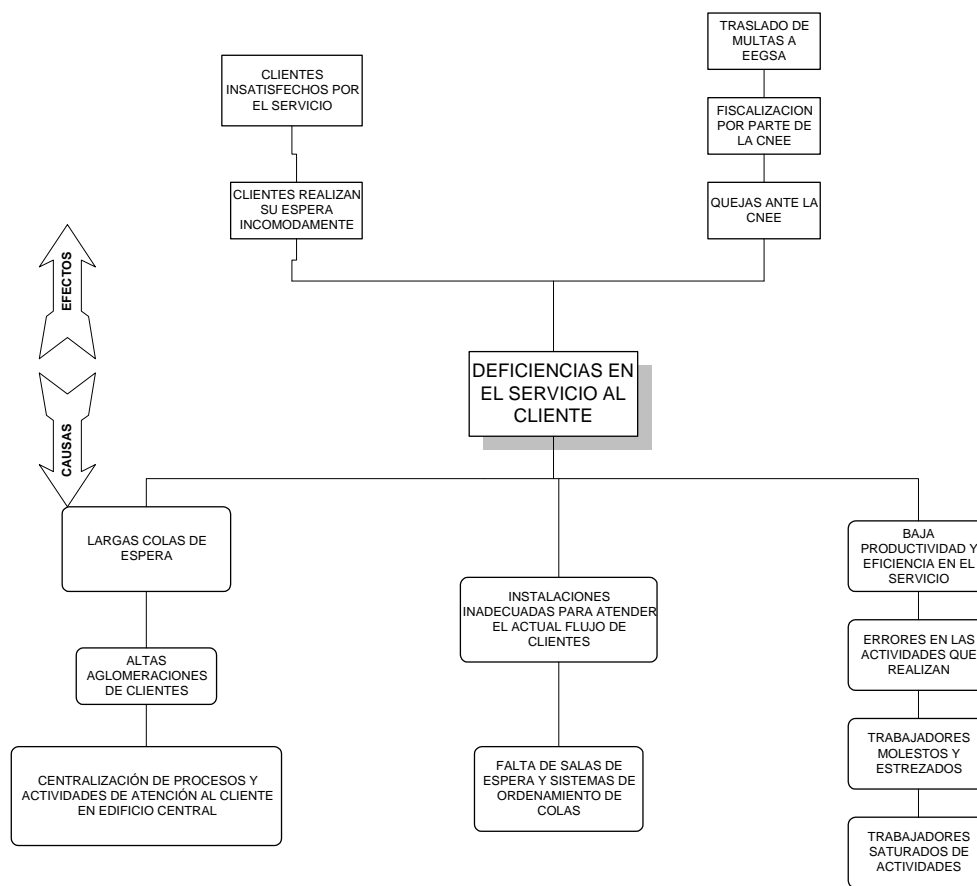 TRASLADO DE
MULTAS A
EEGSA
CLIENTES
INSATISFECHOS POR
EL SERVICIO
FISCALIZACION
POR PARTE DE
LA CNEE
CLIENTES REALIZAN
SU ESPERA
INCOMODAMENTE
QUEJAS ANTE LA
CNEE
EFECTOS
CAUSAS
DEFICIENCIAS EN
EL SERVICIO AL
CLIENTE
LARGAS COLAS DE
ESPERA
ALTAS
AGLOMERACIONES
DE CLIENTES
CENTRALIZACIÓN DE PROCESOS Y
ACTIVIDADES DE ATENCIÓN AL CLIENTE
EN EDIFICIO CENTRAL
INSTALACIONES
INADECUADAS PARA ATENDER
EL ACTUAL FLUJO DE
CLIENTES
FALTA DE SALAS DE
ESPERA Y SISTEMAS DE
ORDENAMIENTO DE
COLAS
BAJA
PRODUCTIVIDAD Y
EFICIENCIA EN EL
SERVICIO
ERRORES EN LAS
ACTIVIDADES QUE
REALIZAN
TRABAJADORES
MOLESTOS Y
ESTREZADOS
TRABAJADORES
SATURADOS DE
ACTIVIDADES